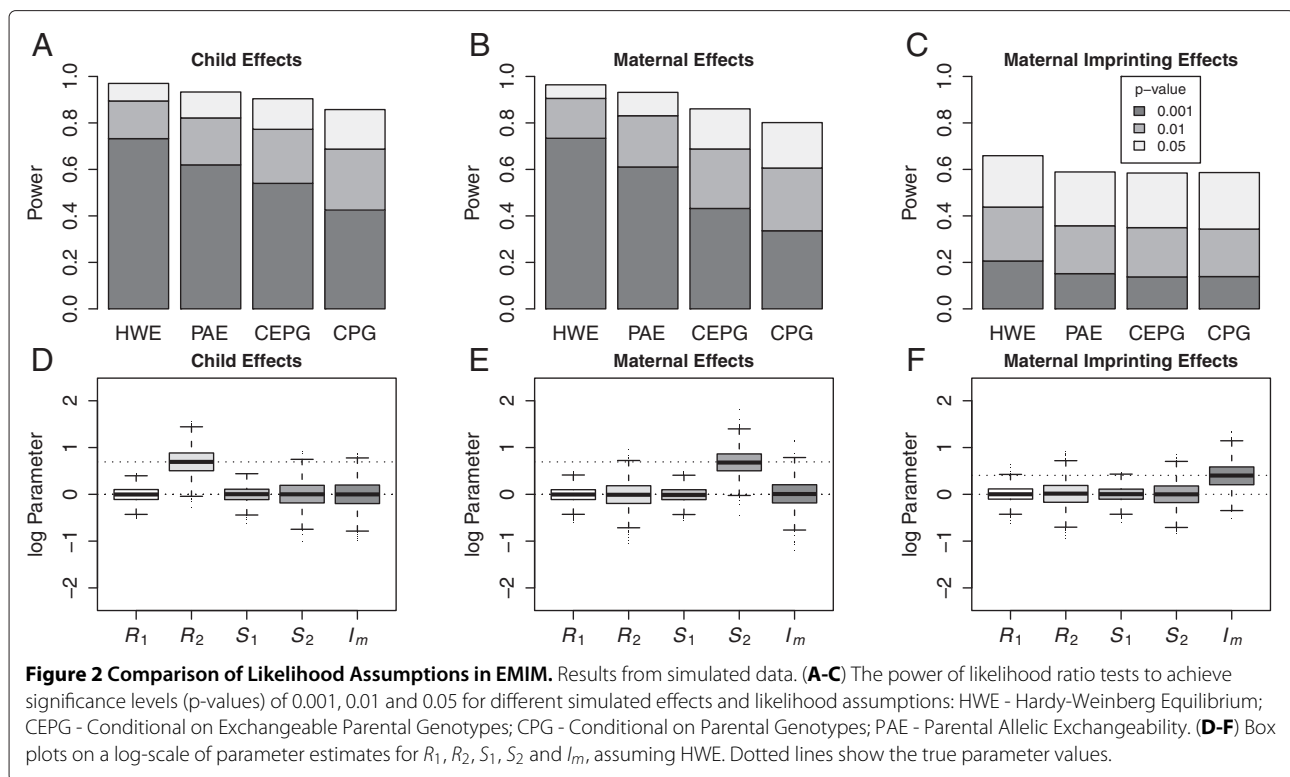 A
Child Effects
Power
0.0 0.2 0.4 0.6 0.8 1.0
HWE PAE CEPG CPG
B
Maternal Effects
Power
0.0 0.2 0.4 0.6 0.8 1.0
HWE PAE CEPG CPG
C
Maternal Imprinting Effects
p-value
0.001
0.01
0.05
Power
0.0 0.2 0.4 0.6 0.8 1.0
HWE PAE CEPG CPG
D
Child Effects
log Parameter
−2 −1 0 1 2
R1 R2 S1 S2 Im
E
Maternal Effects
log Parameter
−2 −1 0 1 2
R1 R2 S1 S2 Im
F
Maternal Imprinting Effects
log Parameter
−2 −1 0 1 2
R1 R2 S1 S2 Im
Figure 2 Comparison of Likelihood Assumptions in EMIM. Results from simulated data. (A-C) The power of likelihood ratio tests to achieve
significance levels (p-values) of 0.001, 0.01 and 0.05 for different simulated effects and likelihood assumptions: HWE - Hardy-Weinberg Equilibrium;
CEPG - Conditional on Exchangeable Parental Genotypes; CPG - Conditional on Parental Genotypes; PAE - Parental Allelic Exchangeability. (D-F) Box
plots on a log-scale of parameter estimates for R1, R2, S1, S2 and Im, assuming HWE. Dotted lines show the true parameter values.